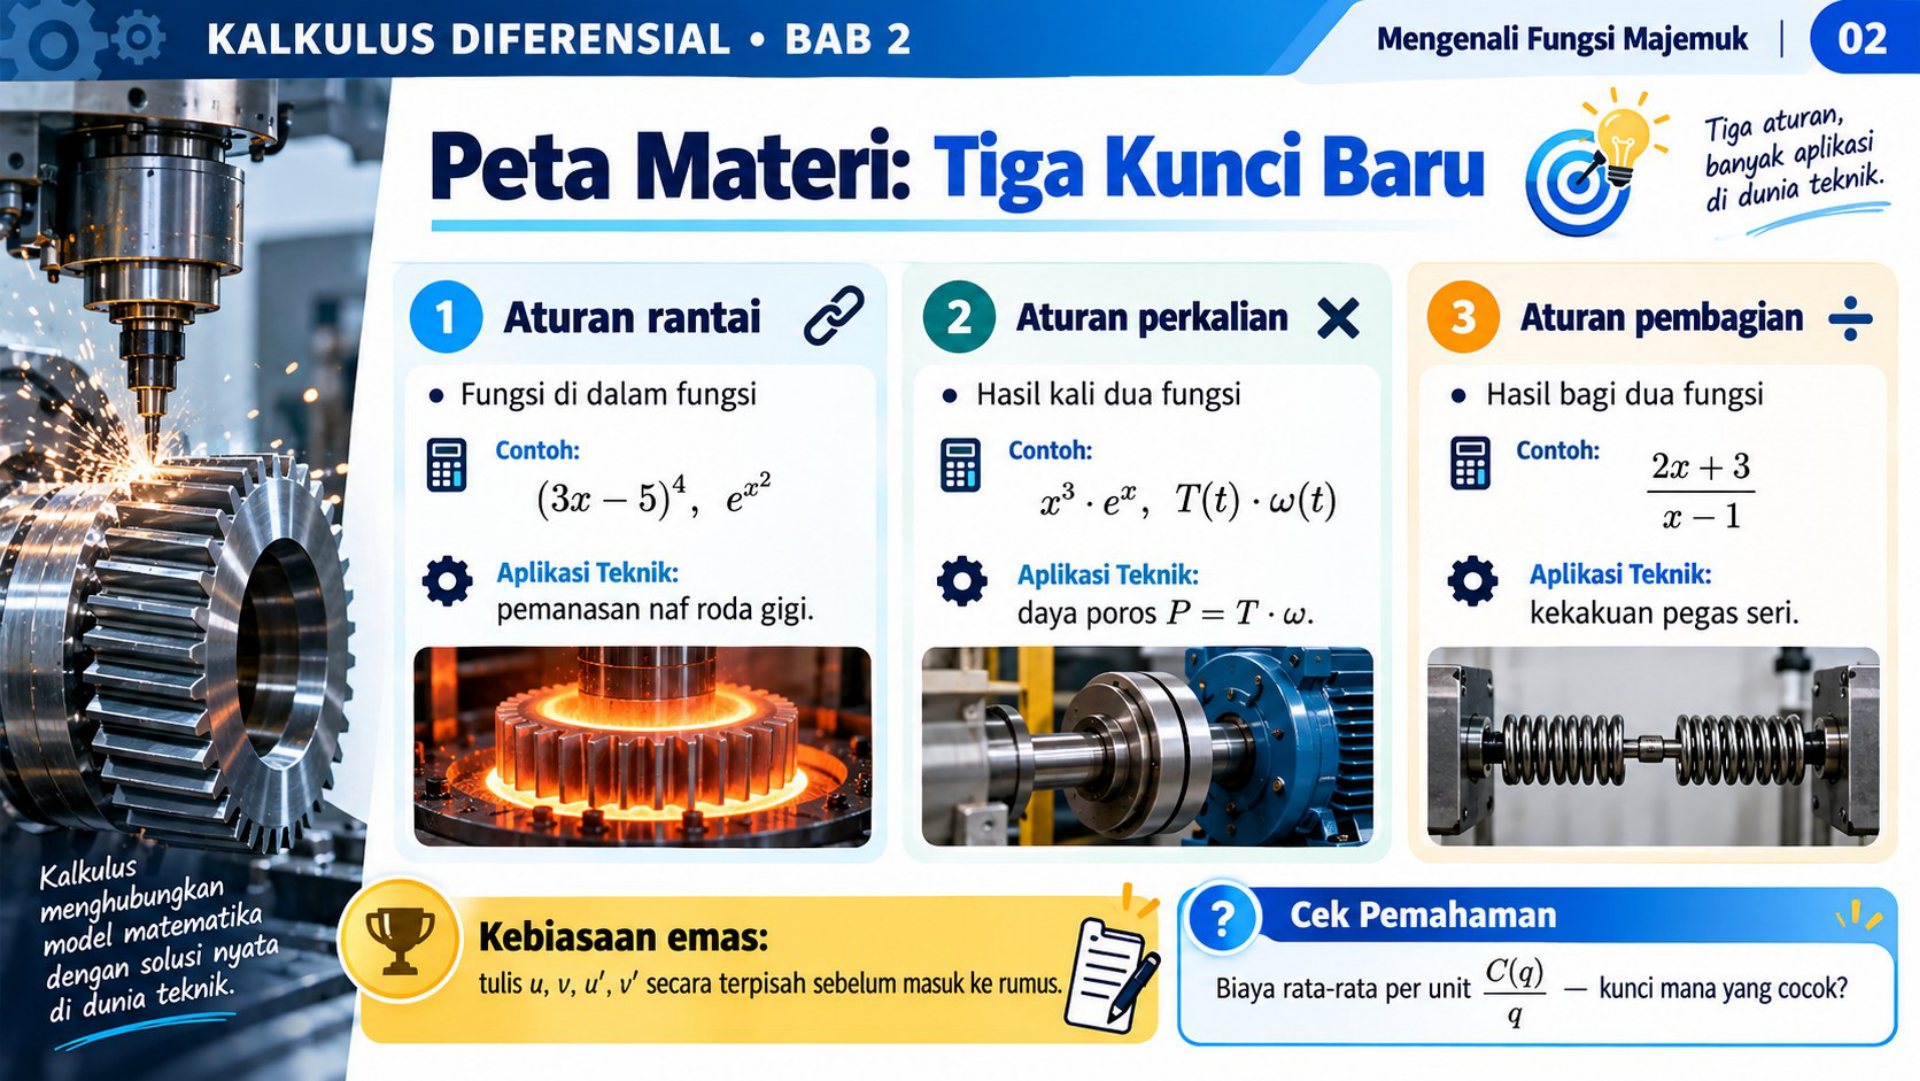 KALKULUS DIFERENSIAL • BAB 2
Mengenali Fungsi Majemuk | 02
Peta Materi: Tiga Kunci Baru
Tiga aturan,
banyak aplikasi
di dunia teknik.
1 Aturan rantai
• Fungsi di dalam fungsi
Contoh:
(3x − 5)⁴, e^{x²}
Aplikasi Teknik:
pemanasan naf roda gigi.
2 Aturan perkalian ×
• Hasil kali dua fungsi
Contoh:
x³ · eˣ, T(t) · ω(t)
Aplikasi Teknik:
daya poros P = T · ω.
3 Aturan pembagian ÷
• Hasil bagi dua fungsi
Contoh:
2x + 3
x − 1
Aplikasi Teknik:
kekakuan pegas seri.
Kalkulus
menghubungkan
model matematika
dengan solusi nyata
di dunia teknik.
Kebiasaan emas:
tulis u, v, u′, v′ secara terpisah sebelum masuk ke rumus.
? Cek Pemahaman
Biaya rata-rata per unit C(q)/q — kunci mana yang cocok?